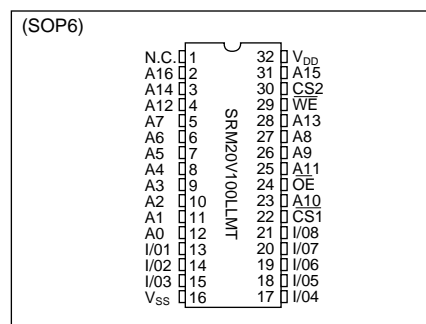 (SOP6)
N.C. 1 32 VDD
A16 2 31 A15
A14 3 30 CS2
A12 4 29 W̅E̅
A7 5 28 A13
A6 6 27 A8
A5 7 26 A9
A4 8 25 A11
A3 9 24 O̅E̅
A2 10 23 A10
A1 11 22 C̅S̅1̅
A0 12 21 I/08
I/01 13 20 I/07
I/02 14 19 I/06
I/03 15 18 I/05
VSS 16 17 I/04
SRM20V100LLMT